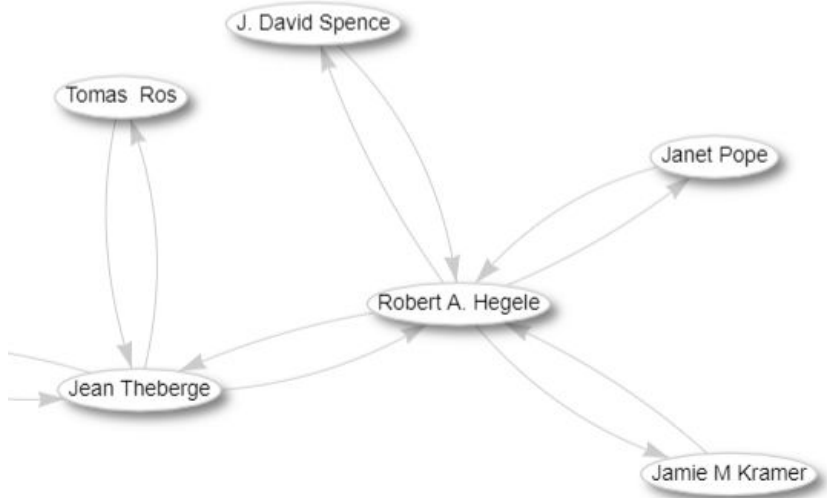 J. David Spence
Tomas Ros
Janet Pope
Robert A. Hegele
Jean Theberge
Jamie M Kramer